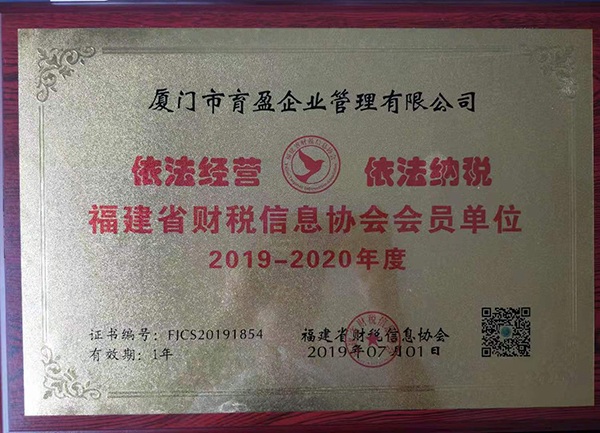 厦门市育盈企业管理有限公司
依法经营 依法纳税
福建省财税信息协会会员单位
2019-2020年度
证书编号：FJCS20191854
有效期：1年
福建省财税信息协会
2019年07月01日